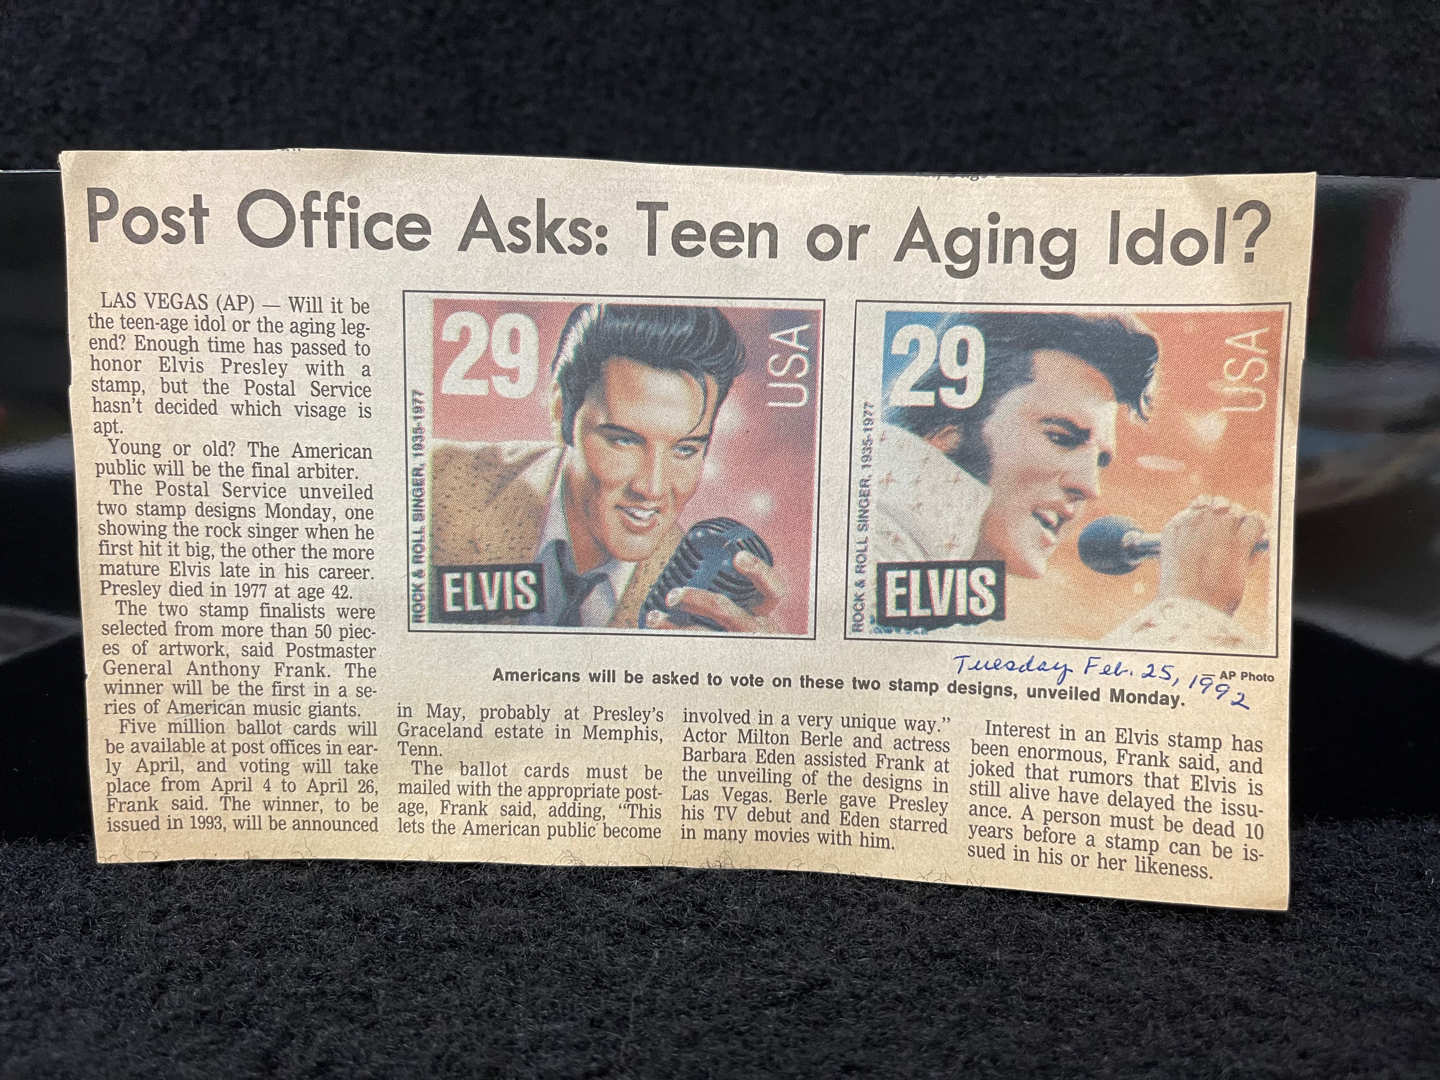 Post Office Asks: Teen or Aging Idol?
LAS VEGAS (AP) — Will it be
the teen-age idol or the aging leg-
end? Enough time has passed to
honor Elvis Presley with a
stamp, but the Postal Service
hasn't decided which visage is
apt.
Young or old? The American
public will be the final arbiter.
The Postal Service unveiled
two stamp designs Monday, one
showing the rock singer when he
first hit it big, the other the more
mature Elvis late in his career.
Presley died in 1977 at age 42.
The two stamp finalists were
selected from more than 50 piec-
es of artwork, said Postmaster
General Anthony Frank. The
winner will be the first in a se-
ries of American music giants.
Five million ballot cards will
be available at post offices in ear-
ly April, and voting will take
place from April 4 to April 26,
Frank said. The winner, to be
issued in 1993, will be announced
29
USA
ROCK & ROLL SINGER, 1935-1977
ELVIS
29
USA
ROCK & ROLL SINGER, 1935-1977
ELVIS
Tuesday Feb. 25, 1992
AP Photo
Americans will be asked to vote on these two stamp designs, unveiled Monday.
in May, probably at Presley's
Graceland estate in Memphis,
Tenn.
The ballot cards must be
mailed with the appropriate post-
age, Frank said, adding, "This
lets the American public become
involved in a very unique way."
Actor Milton Berle and actress
Barbara Eden assisted Frank at
the unveiling of the designs in
Las Vegas. Berle gave Presley
his TV debut and Eden starred
in many movies with him.
Interest in an Elvis stamp has
been enormous, Frank said, and
joked that rumors that Elvis is
still alive have delayed the issu-
ance. A person must be dead 10
years before a stamp can be is-
sued in his or her likeness.